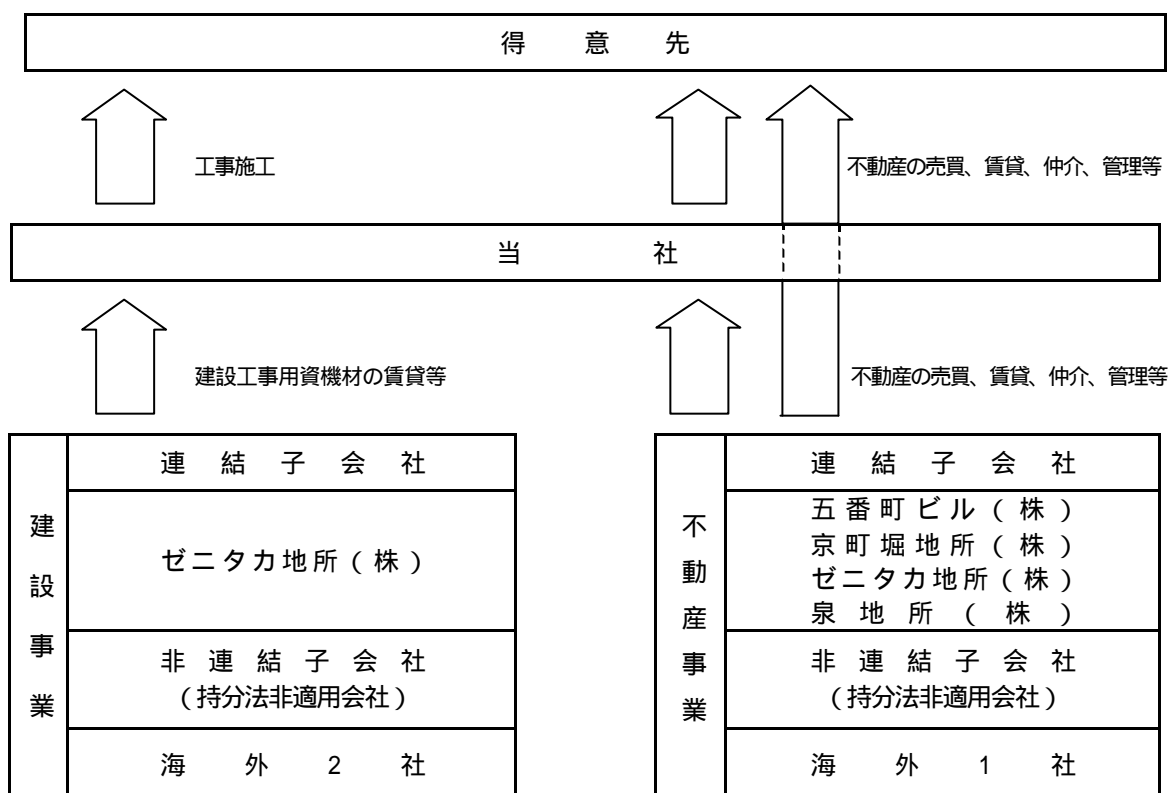 得意先
工事施工
不動産の売買、賃貸、仲介、管理等
当社
建設工事用資機材の賃貸等
不動産の売買、賃貸、仲介、管理等
建設事業
連結子会社
ゼニタカ地所(株)
非連結子会社
(持分法非適用会社)
海外2社
不動産事業
連結子会社
五番町ビル(株)
京町堀地所(株)
ゼニタカ地所(株)
泉地所(株)
非連結子会社
(持分法非適用会社)
海外1社